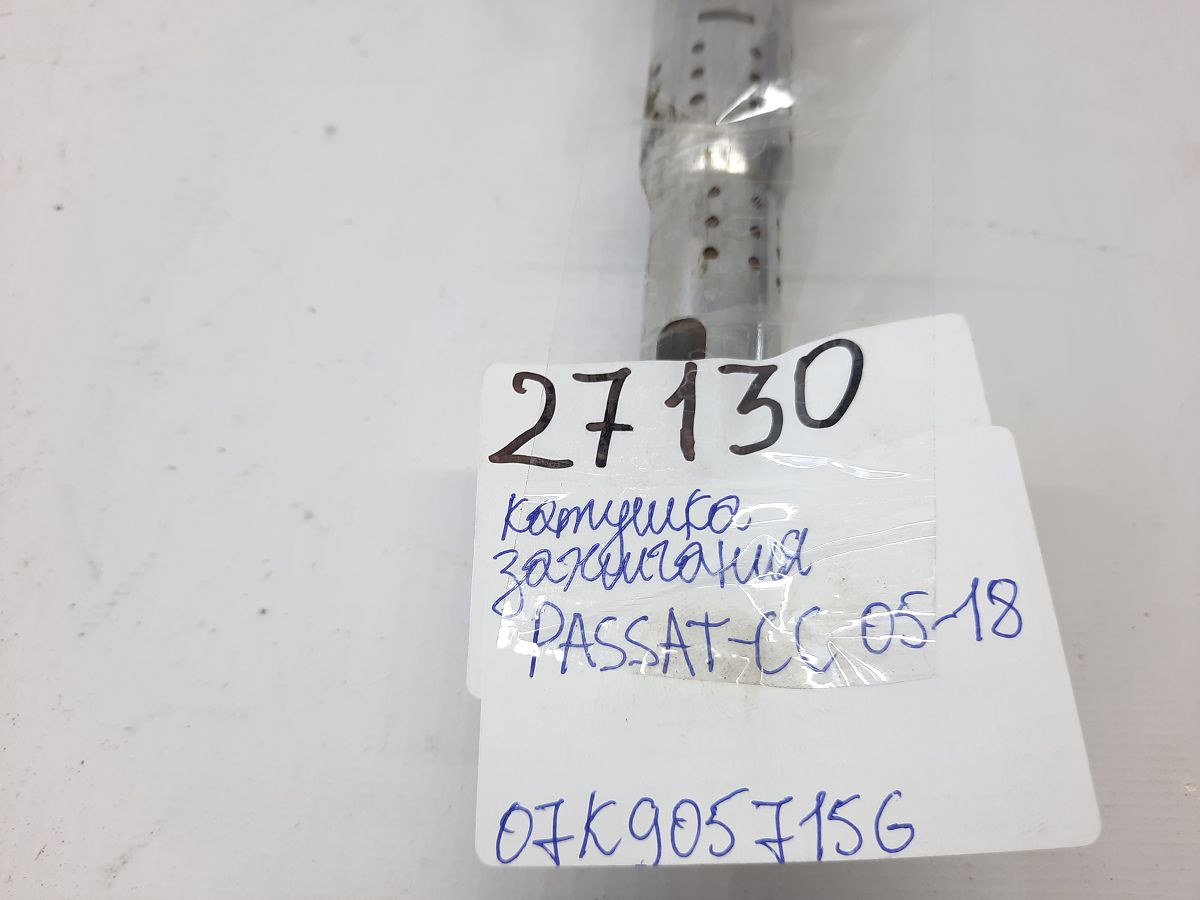 27130
катушка
зажигания
PASSAT-CC 05-18
07K905715G